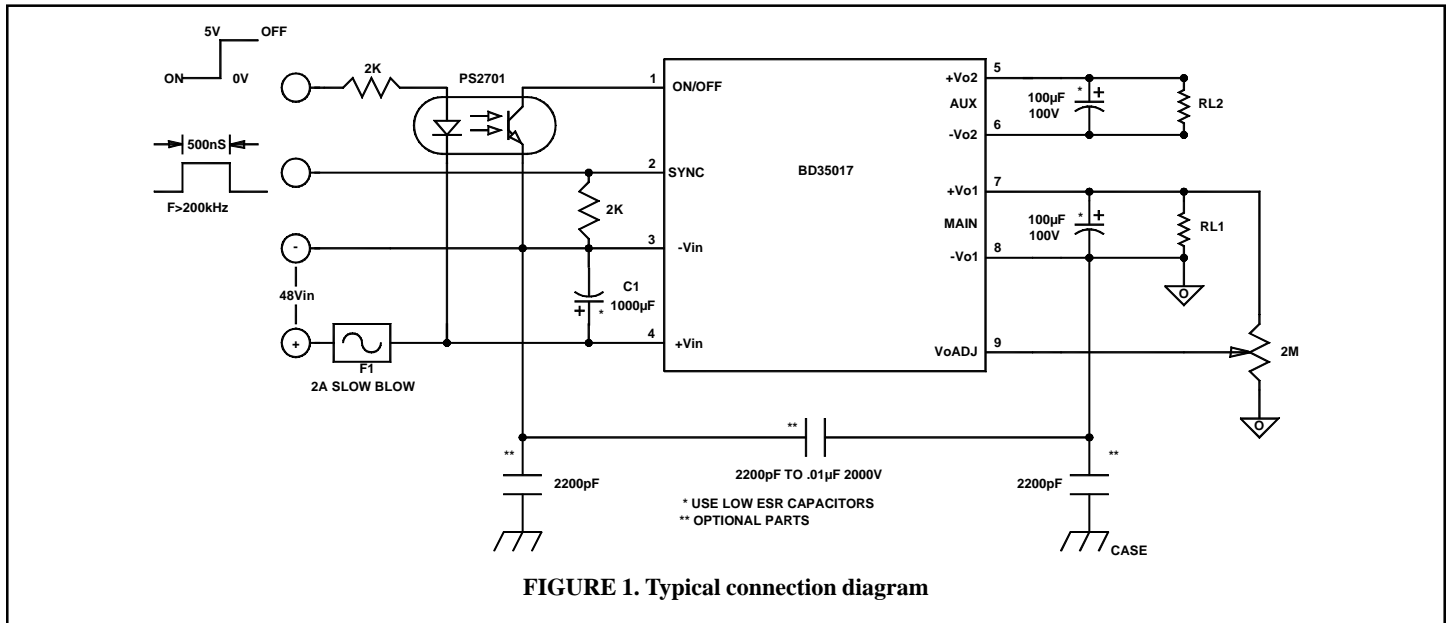 5V OFF
ON 0V
2K
PS2701
500nS
F>200kHz
2K
-
48Vin
+
F1
2A SLOW BLOW
C1
1000µF
+ *
1 ON/OFF
2 SYNC
3 -Vin
4 +Vin
BD35017
+Vo2 5
AUX
-Vo2 6
+Vo1 7
MAIN
-Vo1 8
VoADJ 9
100µF * +
100V
RL2
100µF * +
100V
RL1
O
2M
O
**
2200pF
**
2200pF TO .01µF 2000V
**
2200pF
* USE LOW ESR CAPACITORS
** OPTIONAL PARTS
CASE
FIGURE 1. Typical connection diagram